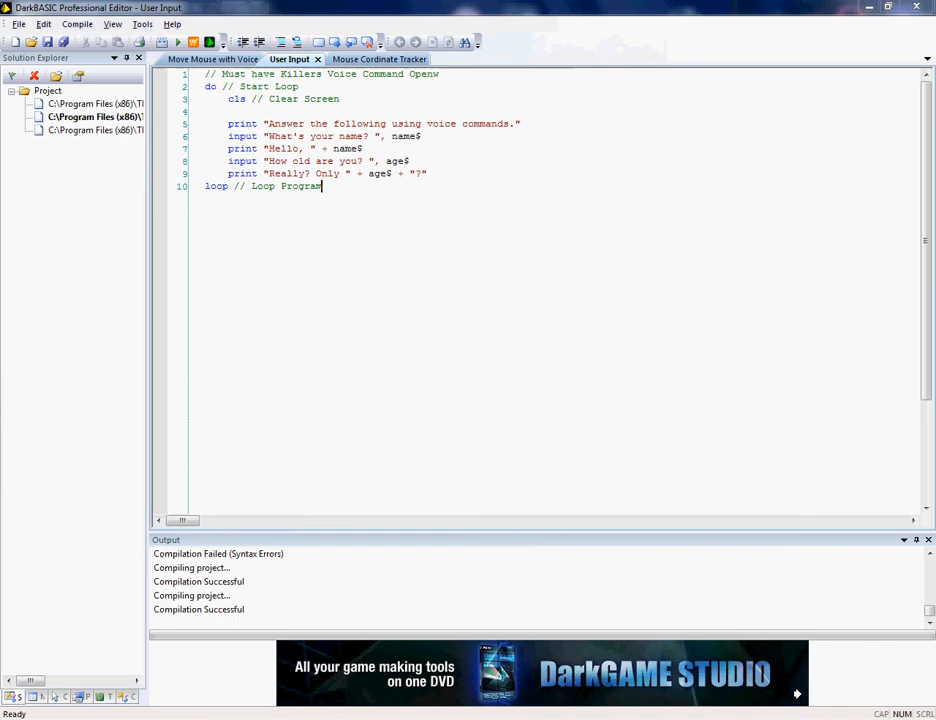 DarkBASIC Professional Editor - User Input
File Edit Compile View Tools Help
Solution Explorer
Move Mouse with Voice User Input Mouse Cordinate Tracker
Project
C:\Program Files (x86)\Tl
C:\Program Files (x86)\
C:\Program Files (x86)\Tl
1 // Must have Killers Voice Command Openw
2 do // Start Loop
3 cls // Clear Screen
4
5 print "Answer the following using voice commands."
6 input "What's your name? ", name$
7 print "Hello, " + name$
8 input "How old are you? ", age$
9 print "Really? Only " + age$ + "?"
10 loop // Loop Program
Output
Compilation Failed (Syntax Errors)
Compiling project...
Compilation Successful
Compiling project...
Compilation Successful
All your game making tools
on one DVD
DarkGAME STUDIO
S M C P T C
Ready
CAP NUM SCRL